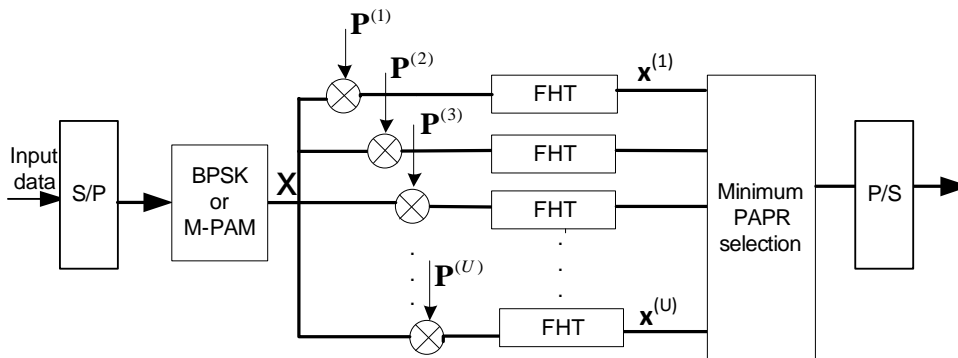 P(1)
P(2)
P(3)
P(U)
Input
data
S/P
BPSK
or
M-PAM
X
FHT
FHT
FHT
FHT
x(1)
x(U)
Minimum
PAPR
selection
P/S